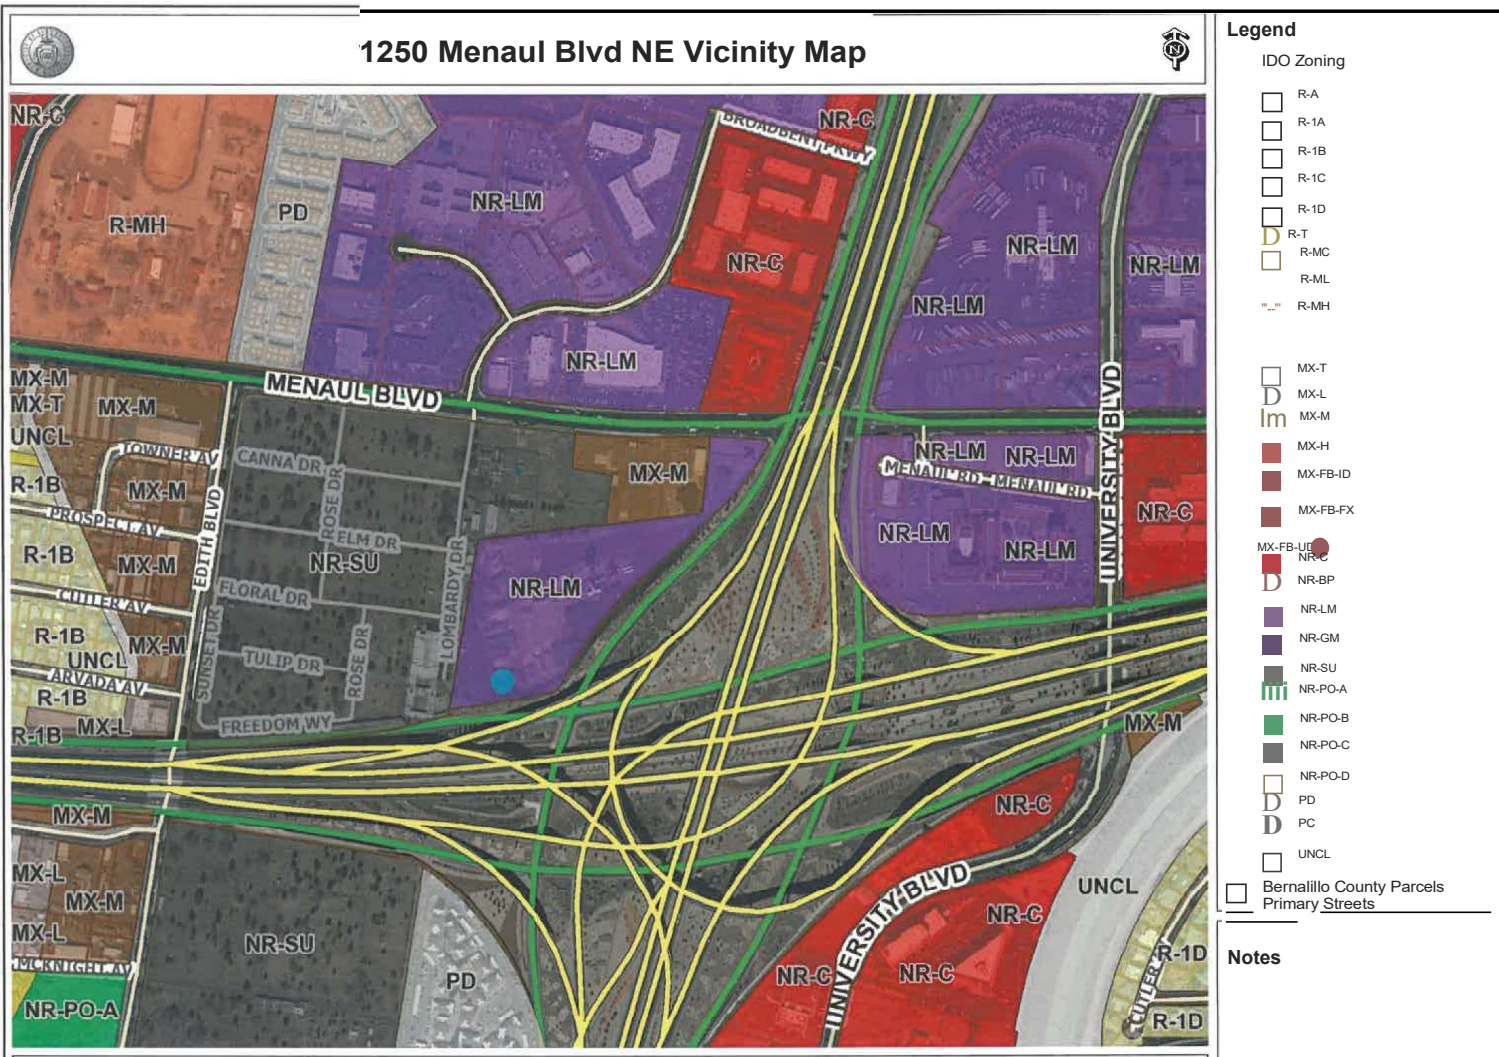 1250 Menaul Blvd NE Vicinity Map
N
Legend
IDO Zoning
R-A
R-1A
R-1B
R-1C
R-1D
D R-T
R-MC
R-ML
R-MH
MX-T
D MX-L
Im MX-M
MX-H
MX-FB-ID
MX-FB-FX
MX-FB-UD
NR-C
D NR-BP
NR-LM
NR-GM
NR-SU
NR-PO-A
NR-PO-B
NR-PO-C
NR-PO-D
D PD
D PC
UNCL
Bernalillo County Parcels
Primary Streets
Notes
NR-C
NR-C
BROADBENT PKWY
NR-LM
PD
R-MH
NR-C
NR-LM
NR-LM
NR-LM
NR-LM
MENAUL BLVD
UNIVERSITY BLVD
MX-M
MX-T
MX-M
UNCL
TOWNER AV
CANNA DR
ROSE DR
MX-M
NR-LM
NR-LM
MENAUL RD
MENAUL RD
R-1B
MX-M
EDITH BLVD
PROSPECT AV
NR-C
ELM DR
NR-LM
NR-LM
R-1B
MX-M
NR-SU
NR-LM
CUTLER AV
FLORAL DR
LOMBARDY DR
R-1B
MX-M
SUNSET DR
UNCL
TULIP DR
ROSE DR
ARVADA AV
R-1B
MX-L
FREEDOM WY
R-1B
MX-M
MX-M
NR-C
MX-L
MX-M
UNIVERSITY BLVD
UNCL
NR-C
MX-L
NR-SU
MCKNIGHT AV
PD
NR-C
NR-C
R-1D
CUTLER
NR-PO-A
R-1D